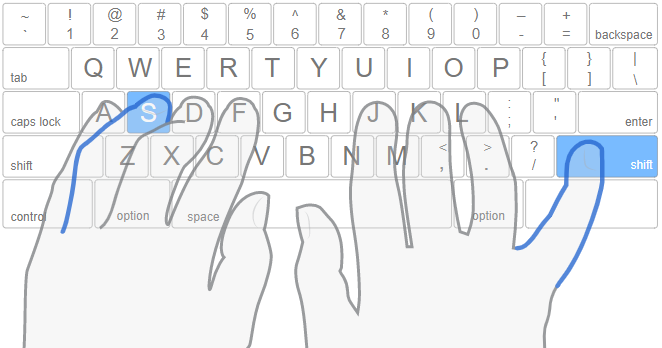 ~ ! @ # $ % ^ & * ( ) – +
` 1 2 3 4 5 6 7 8 9 0 - = backspace
tab Q W E R T Y U I O P { } |
[ ] \
caps lock A S D F G H J K L : " enter
; '
shift Z X C V B N M < > ? shift
, . /
control option space option